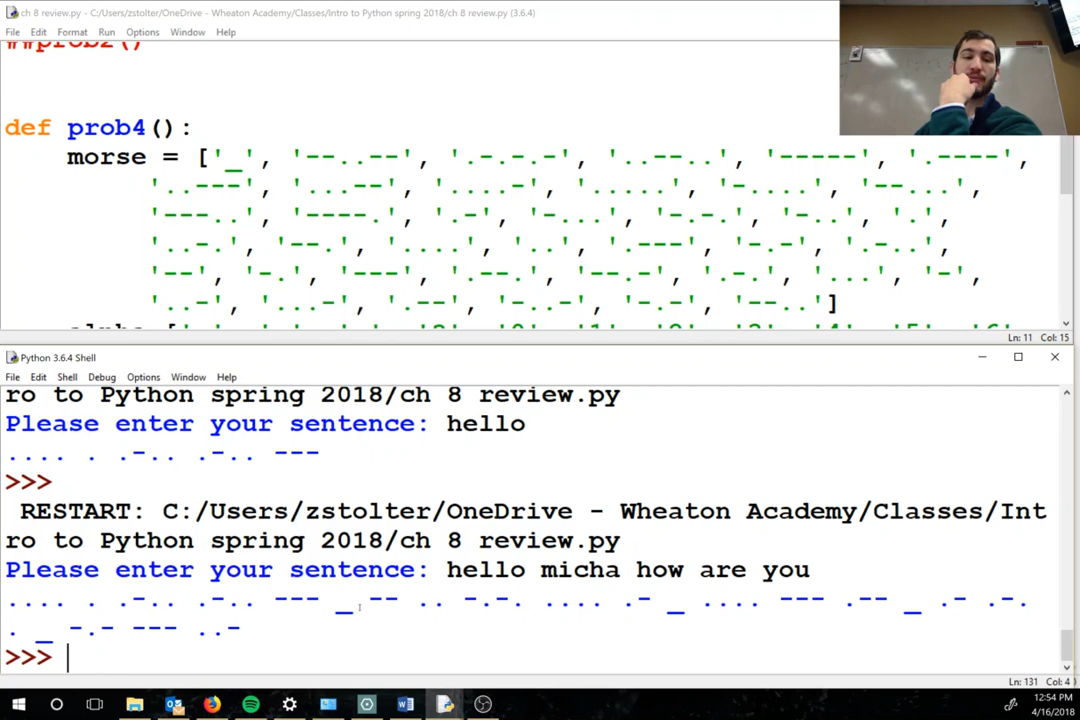 ch 8 review.py - C:/Users/zstolter/OneDrive - Wheaton Academy/Classes/Intro to Python spring 2018/ch 8 review.py (3.6.4)
File Edit Format Run Options Window Help
##prob2()
def prob4():
morse = ['_', '--..--', '.-.-.-', '..--..', '-----', '.----',
'..---', '...--', '....-', '.....', '-....', '--...',
'---..', '----.', '.-', '-...', '-.-.', '-..', '.',
'..-.', '--.', '....', '..', '.---', '-.-', '.-..',
'--', '-.', '---', '.--.', '--.-', '.-.', '...', '-',
'..-', '...-', '.--', '-..-', '-.-', '--..']
Ln: 11 Col: 15
Python 3.6.4 Shell
File Edit Shell Debug Options Window Help
ro to Python spring 2018/ch 8 review.py
Please enter your sentence: hello
.... . .-.. .-.. ---
>>>
RESTART: C:/Users/zstolter/OneDrive - Wheaton Academy/Classes/Int
ro to Python spring 2018/ch 8 review.py
Please enter your sentence: hello micha how are you
.... . .-.. .-.. --- _ -- .. -.-. .... .- _ .... --- .-- _ .- .-.
. _ -.- --- ..-
>>>
Ln: 131 Col: 4
12:54 PM
4/16/2018